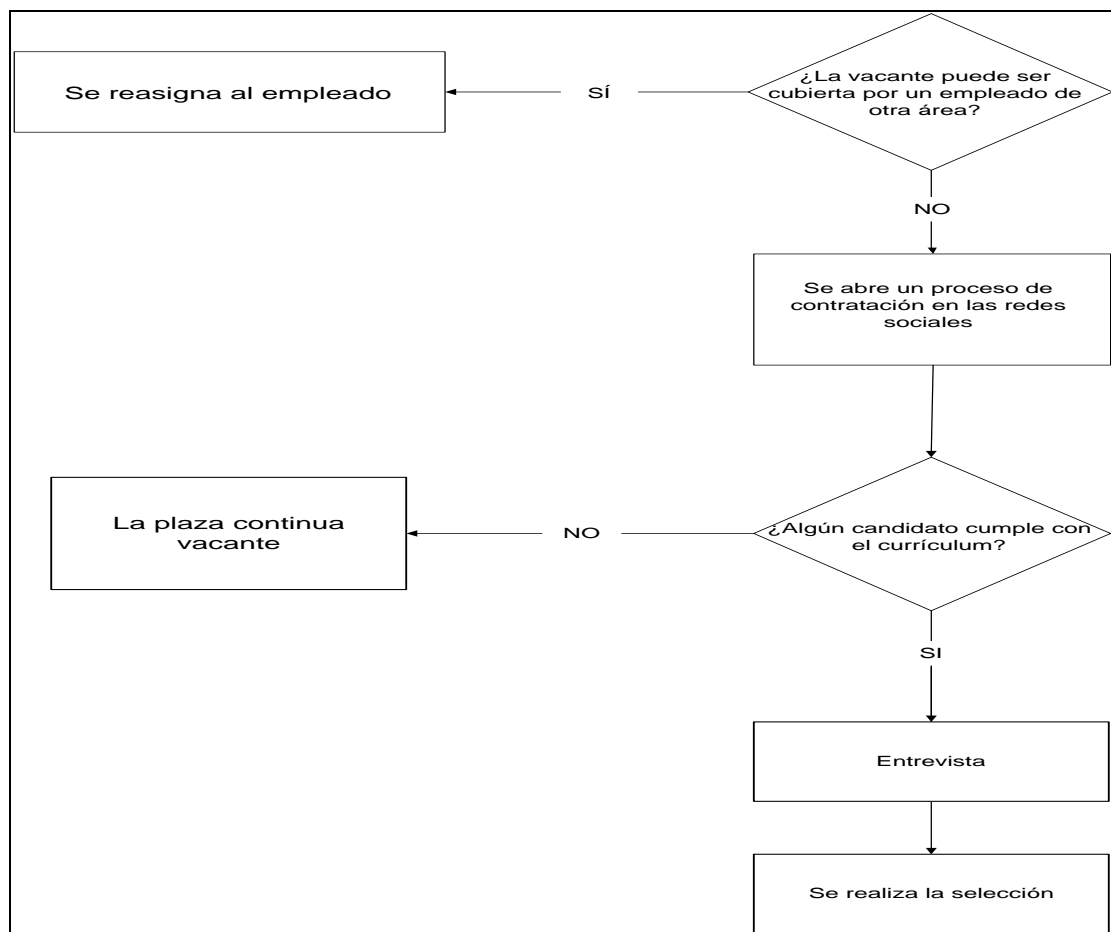 ¿La vacante puede ser
cubierta por un empleado de
otra área?
SÍ
Se reasigna al empleado
NO
Se abre un proceso de
contratación en las redes
sociales
¿Algún candidato cumple con
el currículum?
NO
La plaza continua
vacante
SI
Entrevista
Se realiza la selección